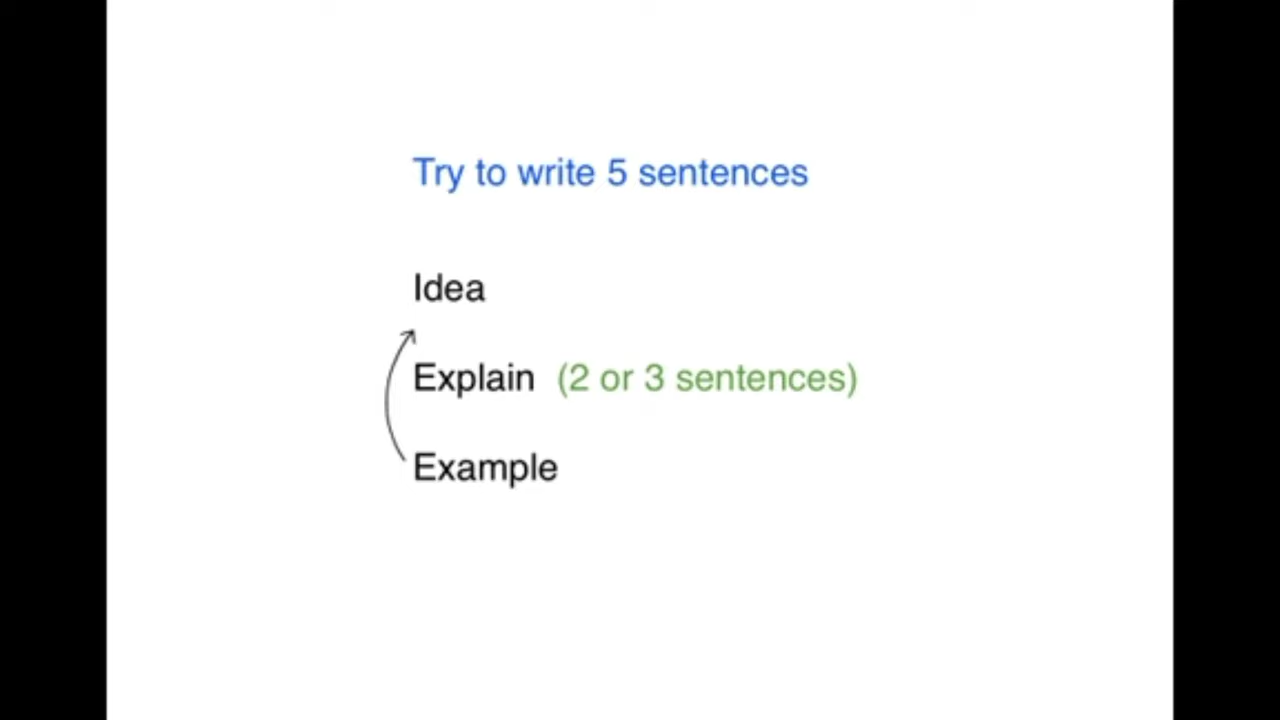 Try to write 5 sentences
Idea
Explain (2 or 3 sentences)
Example